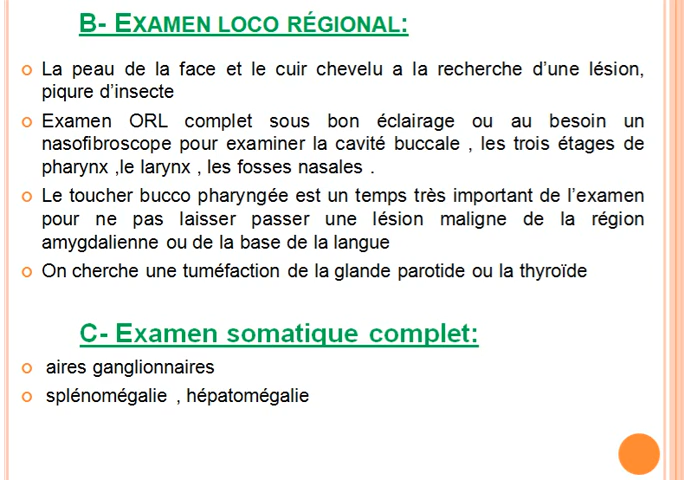 B- EXAMEN LOCO RÉGIONAL:
La peau de la face et le cuir chevelu a la recherche d'une lésion,
piqure d'insecte
Examen ORL complet sous bon éclairage ou au besoin un
nasofibroscope pour examiner la cavité buccale , les trois étages de
pharynx ,le larynx , les fosses nasales .
Le toucher bucco pharyngée est un temps très important de l'examen
pour ne pas laisser passer une lésion maligne de la région
amygdalienne ou de la base de la langue
On cherche une tuméfaction de la glande parotide ou la thyroïde
C- Examen somatique complet:
aires ganglionnaires
splénomégalie , hépatomégalie